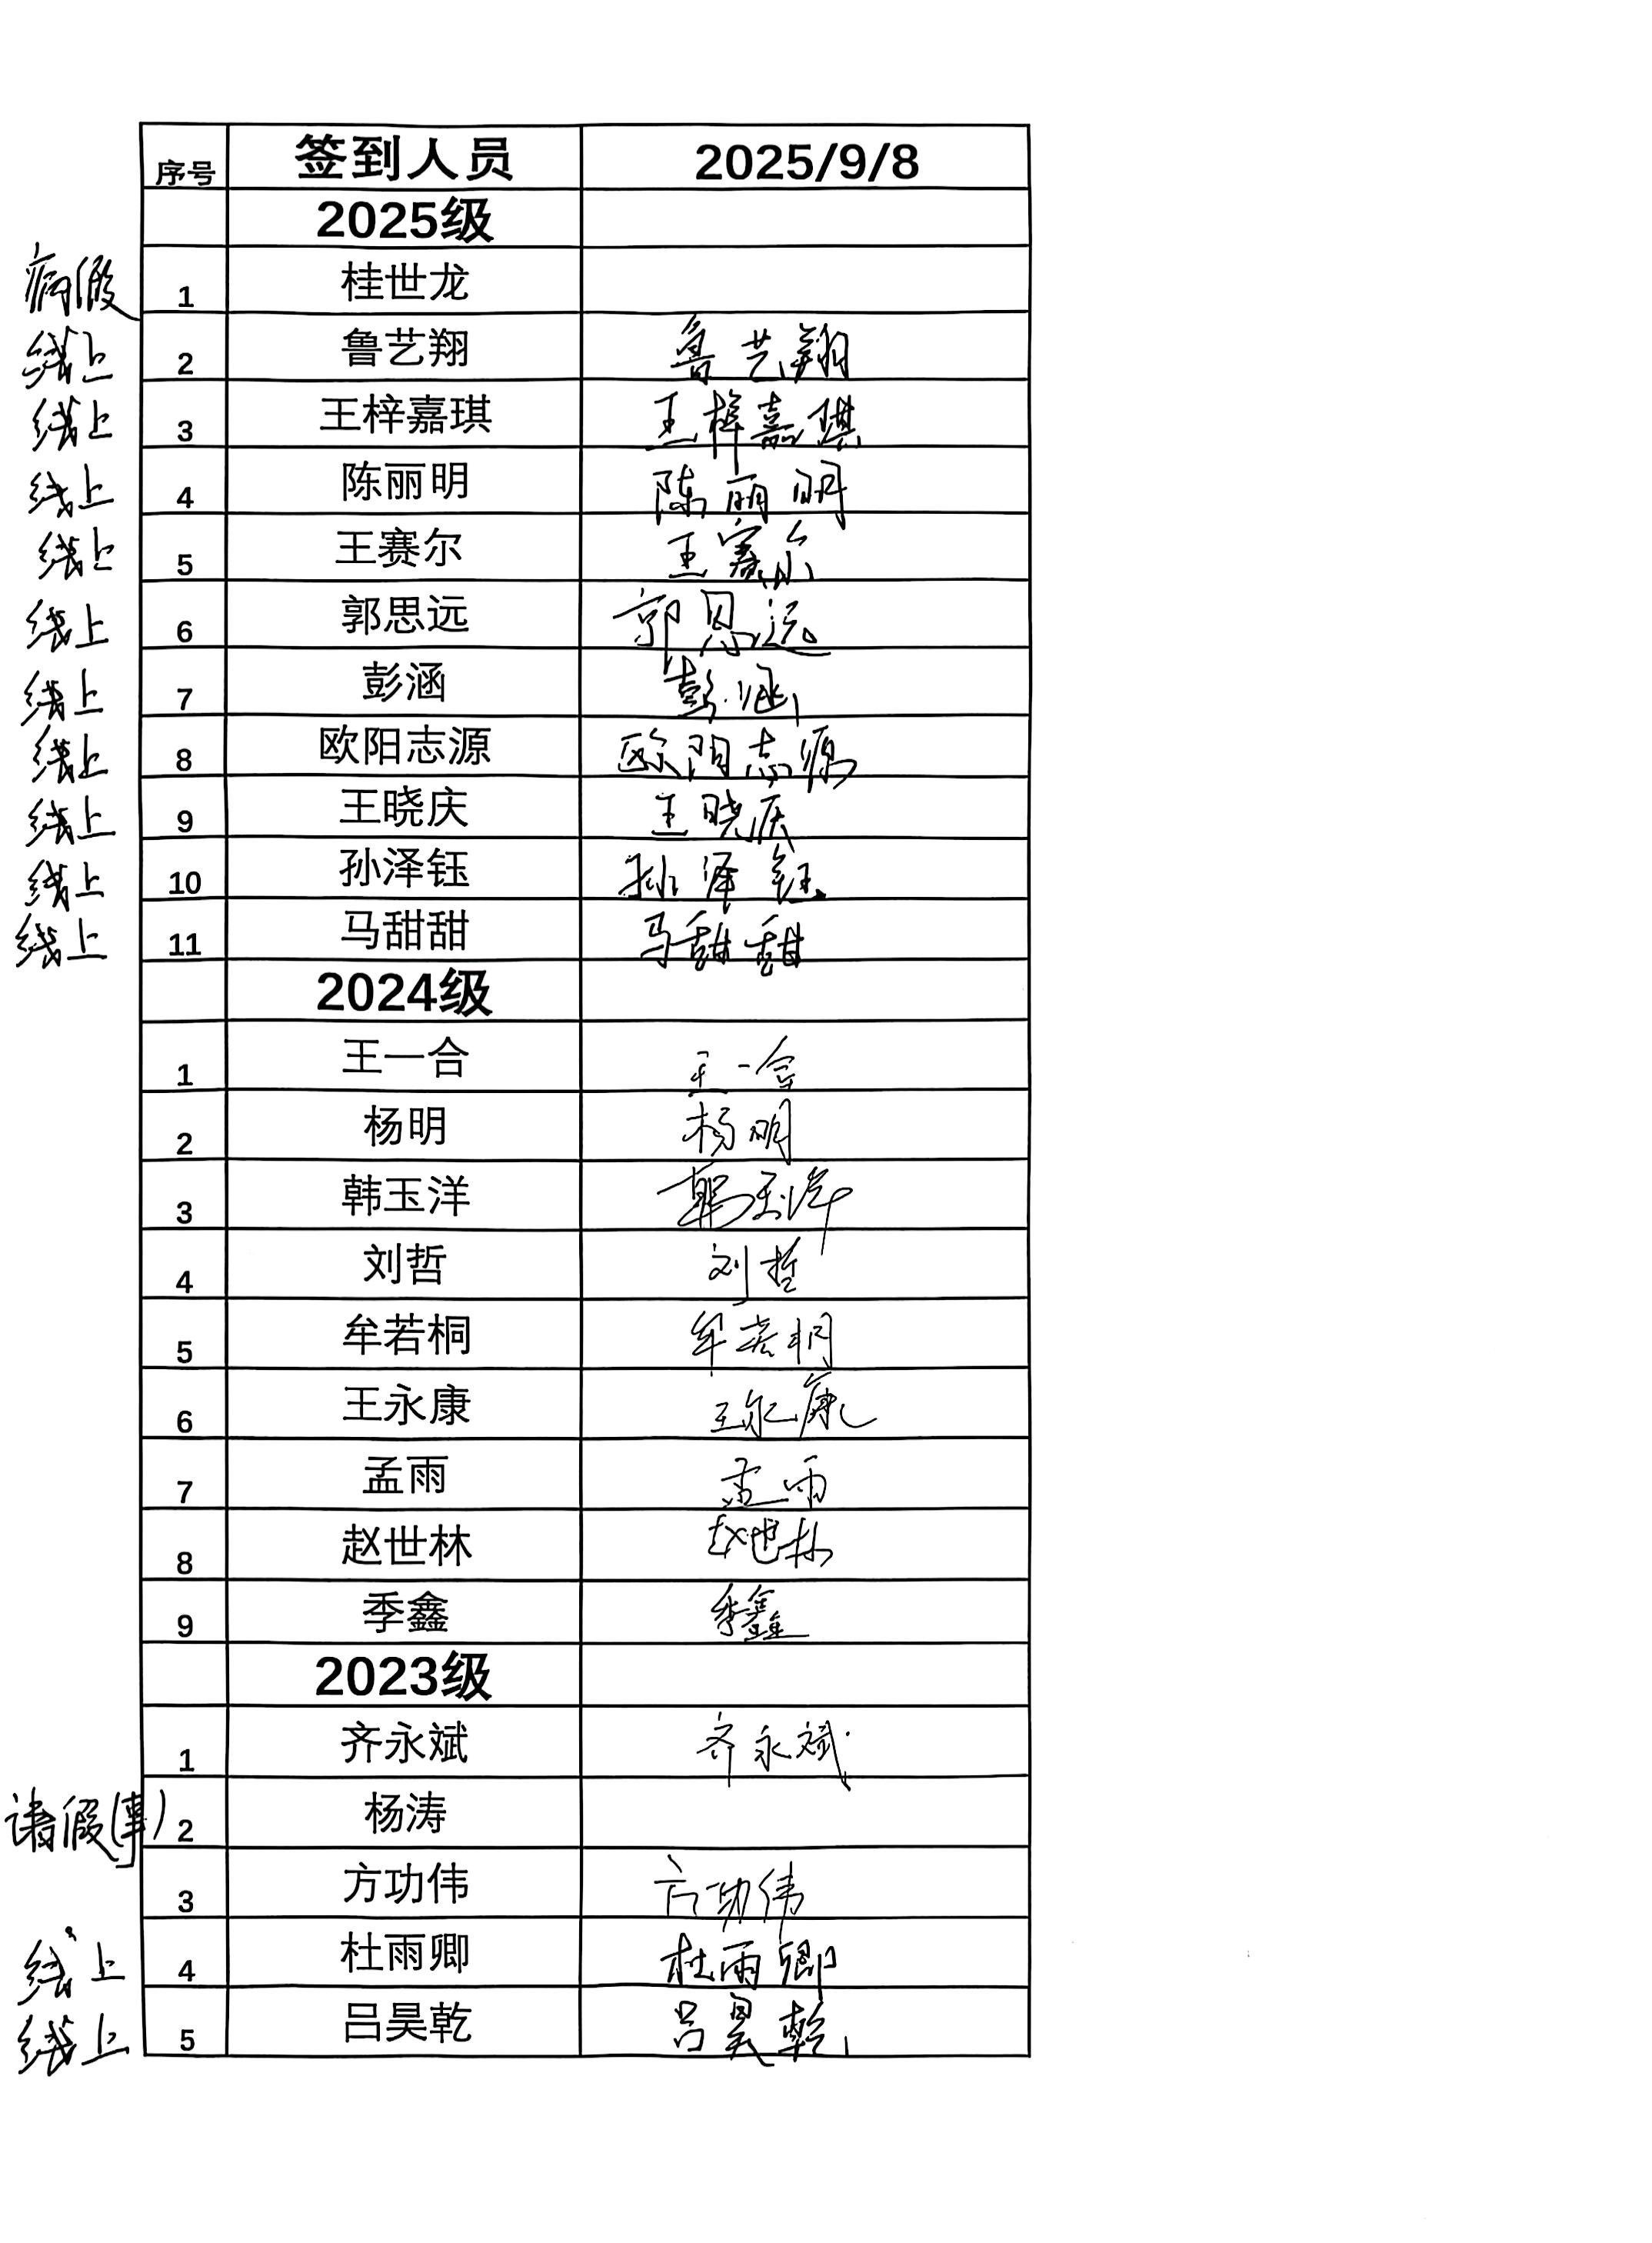 序号 签到人员 2025/9/8
2025级
病假 1 桂世龙
线上 2 鲁艺翔 鲁艺翔
线上 3 王梓嘉琪 王梓嘉琪
线上 4 陈丽明 陈丽明
线上 5 王赛尔 王赛尔
线上 6 郭思远 郭思远
线上 7 彭涵 彭涵
线上 8 欧阳志源 欧阳志源
线上 9 王晓庆 王晓庆
线上 10 孙泽钰 孙泽钰
线上 11 马甜甜 马甜甜
2024级
1 王一合 王一合
2 杨明 杨明
3 韩玉洋 韩玉洋
4 刘哲 刘哲
5 牟若桐 牟若桐
6 王永康 王永康
7 孟雨 孟雨
8 赵世林 赵世林
9 季鑫 季鑫
2023级
1 齐永斌 齐永斌
请假(事) 2 杨涛
3 方功伟 方功伟
线上 4 杜雨卿 杜雨卿
线上 5 吕昊乾 吕昊乾